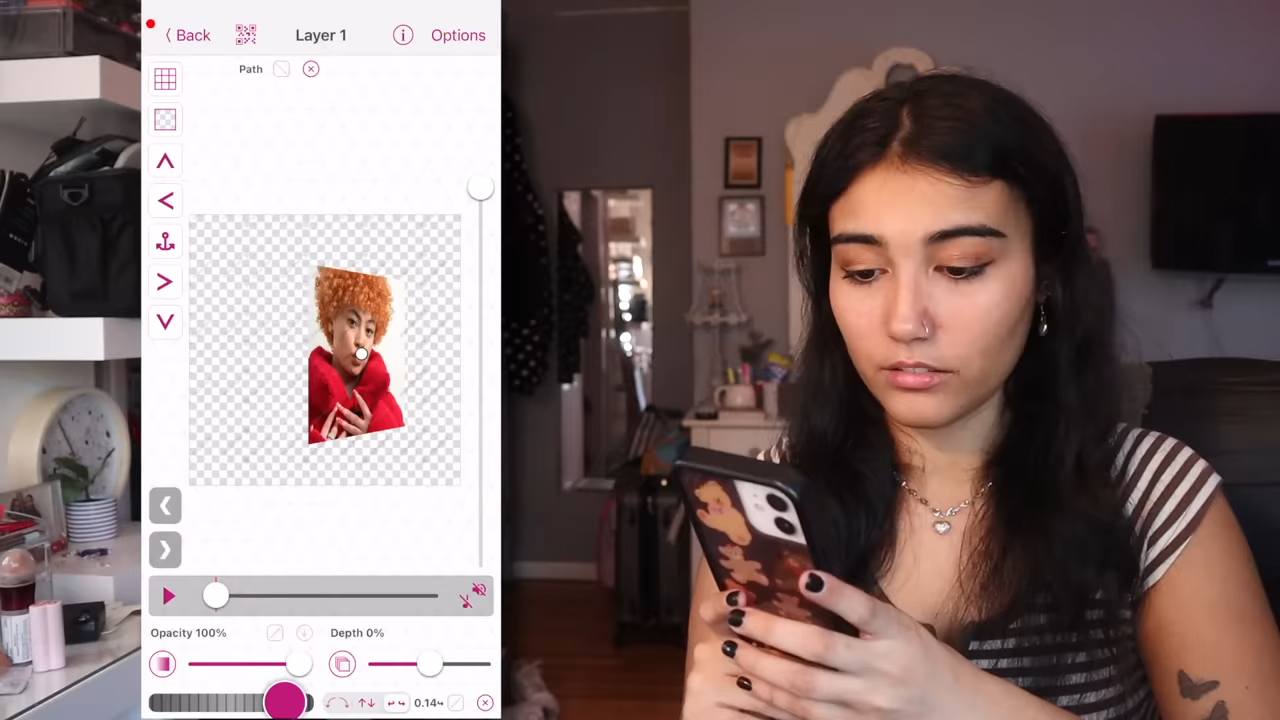 Back
Layer 1
Options
Path
Opacity 100%
Depth 0%
0.14